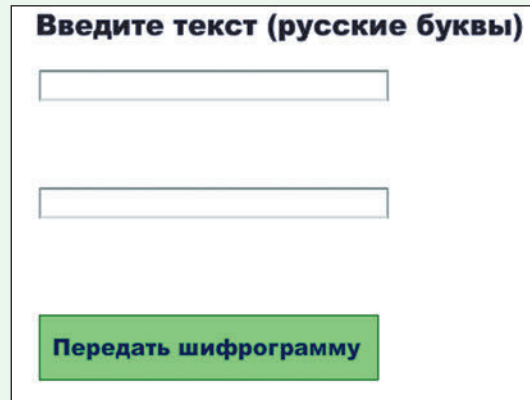 Введите текст (русские буквы)
Передать шифрограмму